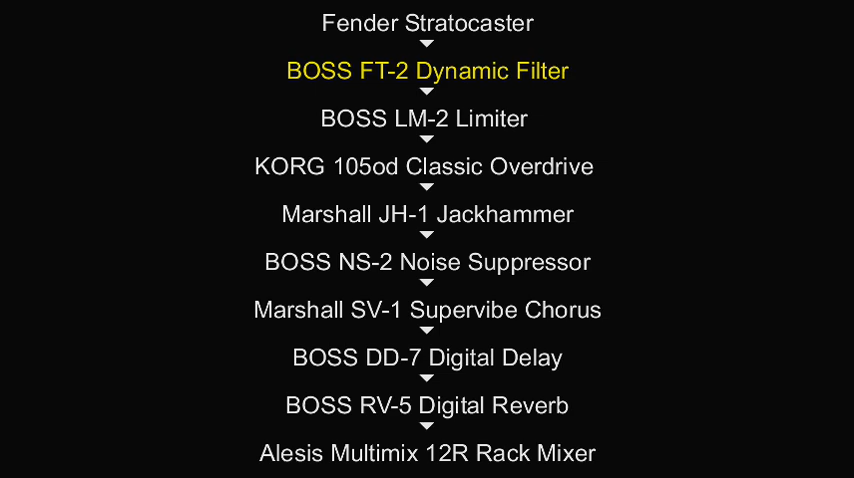 Fender Stratocaster
BOSS FT-2 Dynamic Filter
BOSS LM-2 Limiter
KORG 105od Classic Overdrive
Marshall JH-1 Jackhammer
BOSS NS-2 Noise Suppressor
Marshall SV-1 Supervibe Chorus
BOSS DD-7 Digital Delay
BOSS RV-5 Digital Reverb
Alesis Multimix 12R Rack Mixer